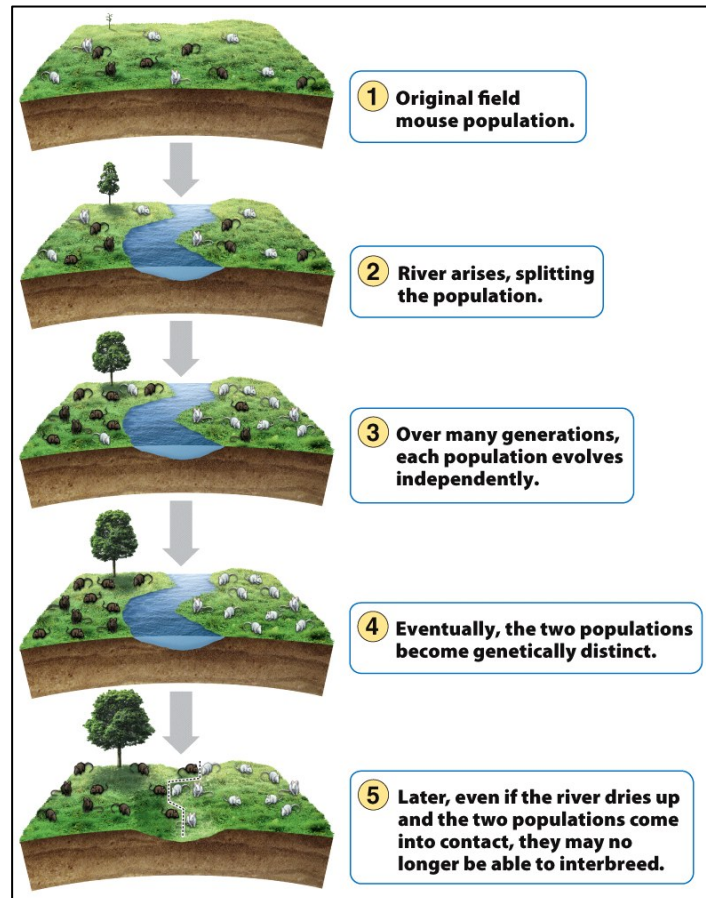 1 Original field
mouse population.
2 River arises, splitting
the population.
3 Over many generations,
each population evolves
independently.
4 Eventually, the two populations
become genetically distinct.
5 Later, even if the river dries up
and the two populations come
into contact, they may no
longer be able to interbreed.